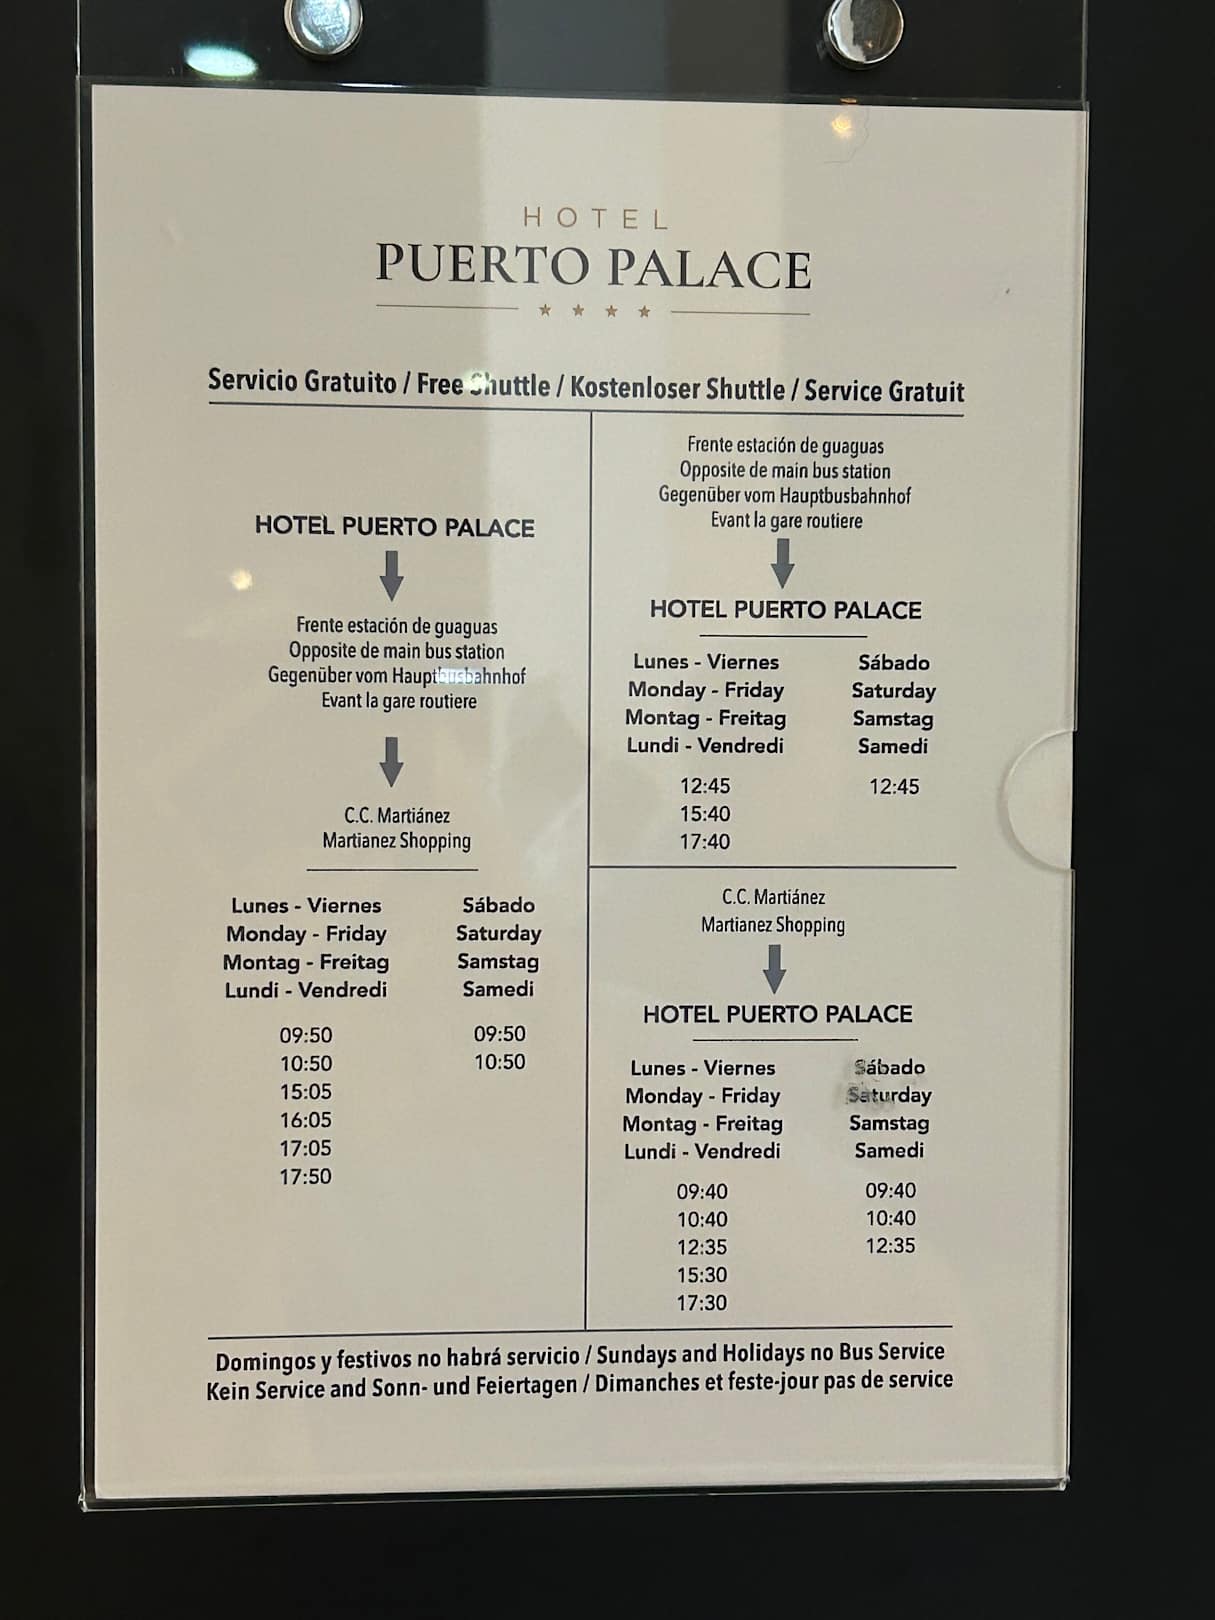 HOTEL
PUERTO PALACE
Servicio Gratuito / Free Shuttle / Kostenloser Shuttle / Service Gratuit
HOTEL PUERTO PALACE
Frente estación de guaguas
Opposite de main bus station
Gegenüber vom Hauptbusbahnhof
Evant la gare routiere
C.C. Martiánez
Martianez Shopping
Lunes - Viernes Sábado
Monday - Friday Saturday
Montag - Freitag Samstag
Lundi - Vendredi Samedi
09:50 09:50
10:50 10:50
15:05
16:05
17:05
17:50
Frente estación de guaguas
Opposite de main bus station
Gegenüber vom Hauptbusbahnhof
Evant la gare routiere
HOTEL PUERTO PALACE
Lunes - Viernes Sábado
Monday - Friday Saturday
Montag - Freitag Samstag
Lundi - Vendredi Samedi
12:45 12:45
15:40
17:40
C.C. Martiánez
Martianez Shopping
HOTEL PUERTO PALACE
Lunes - Viernes Sábado
Monday - Friday Saturday
Montag - Freitag Samstag
Lundi - Vendredi Samedi
09:40 09:40
10:40 10:40
12:35 12:35
15:30
17:30
Domingos y festivos no habrá servicio / Sundays and Holidays no Bus Service
Kein Service and Sonn- und Feiertagen / Dimanches et feste-jour pas de service